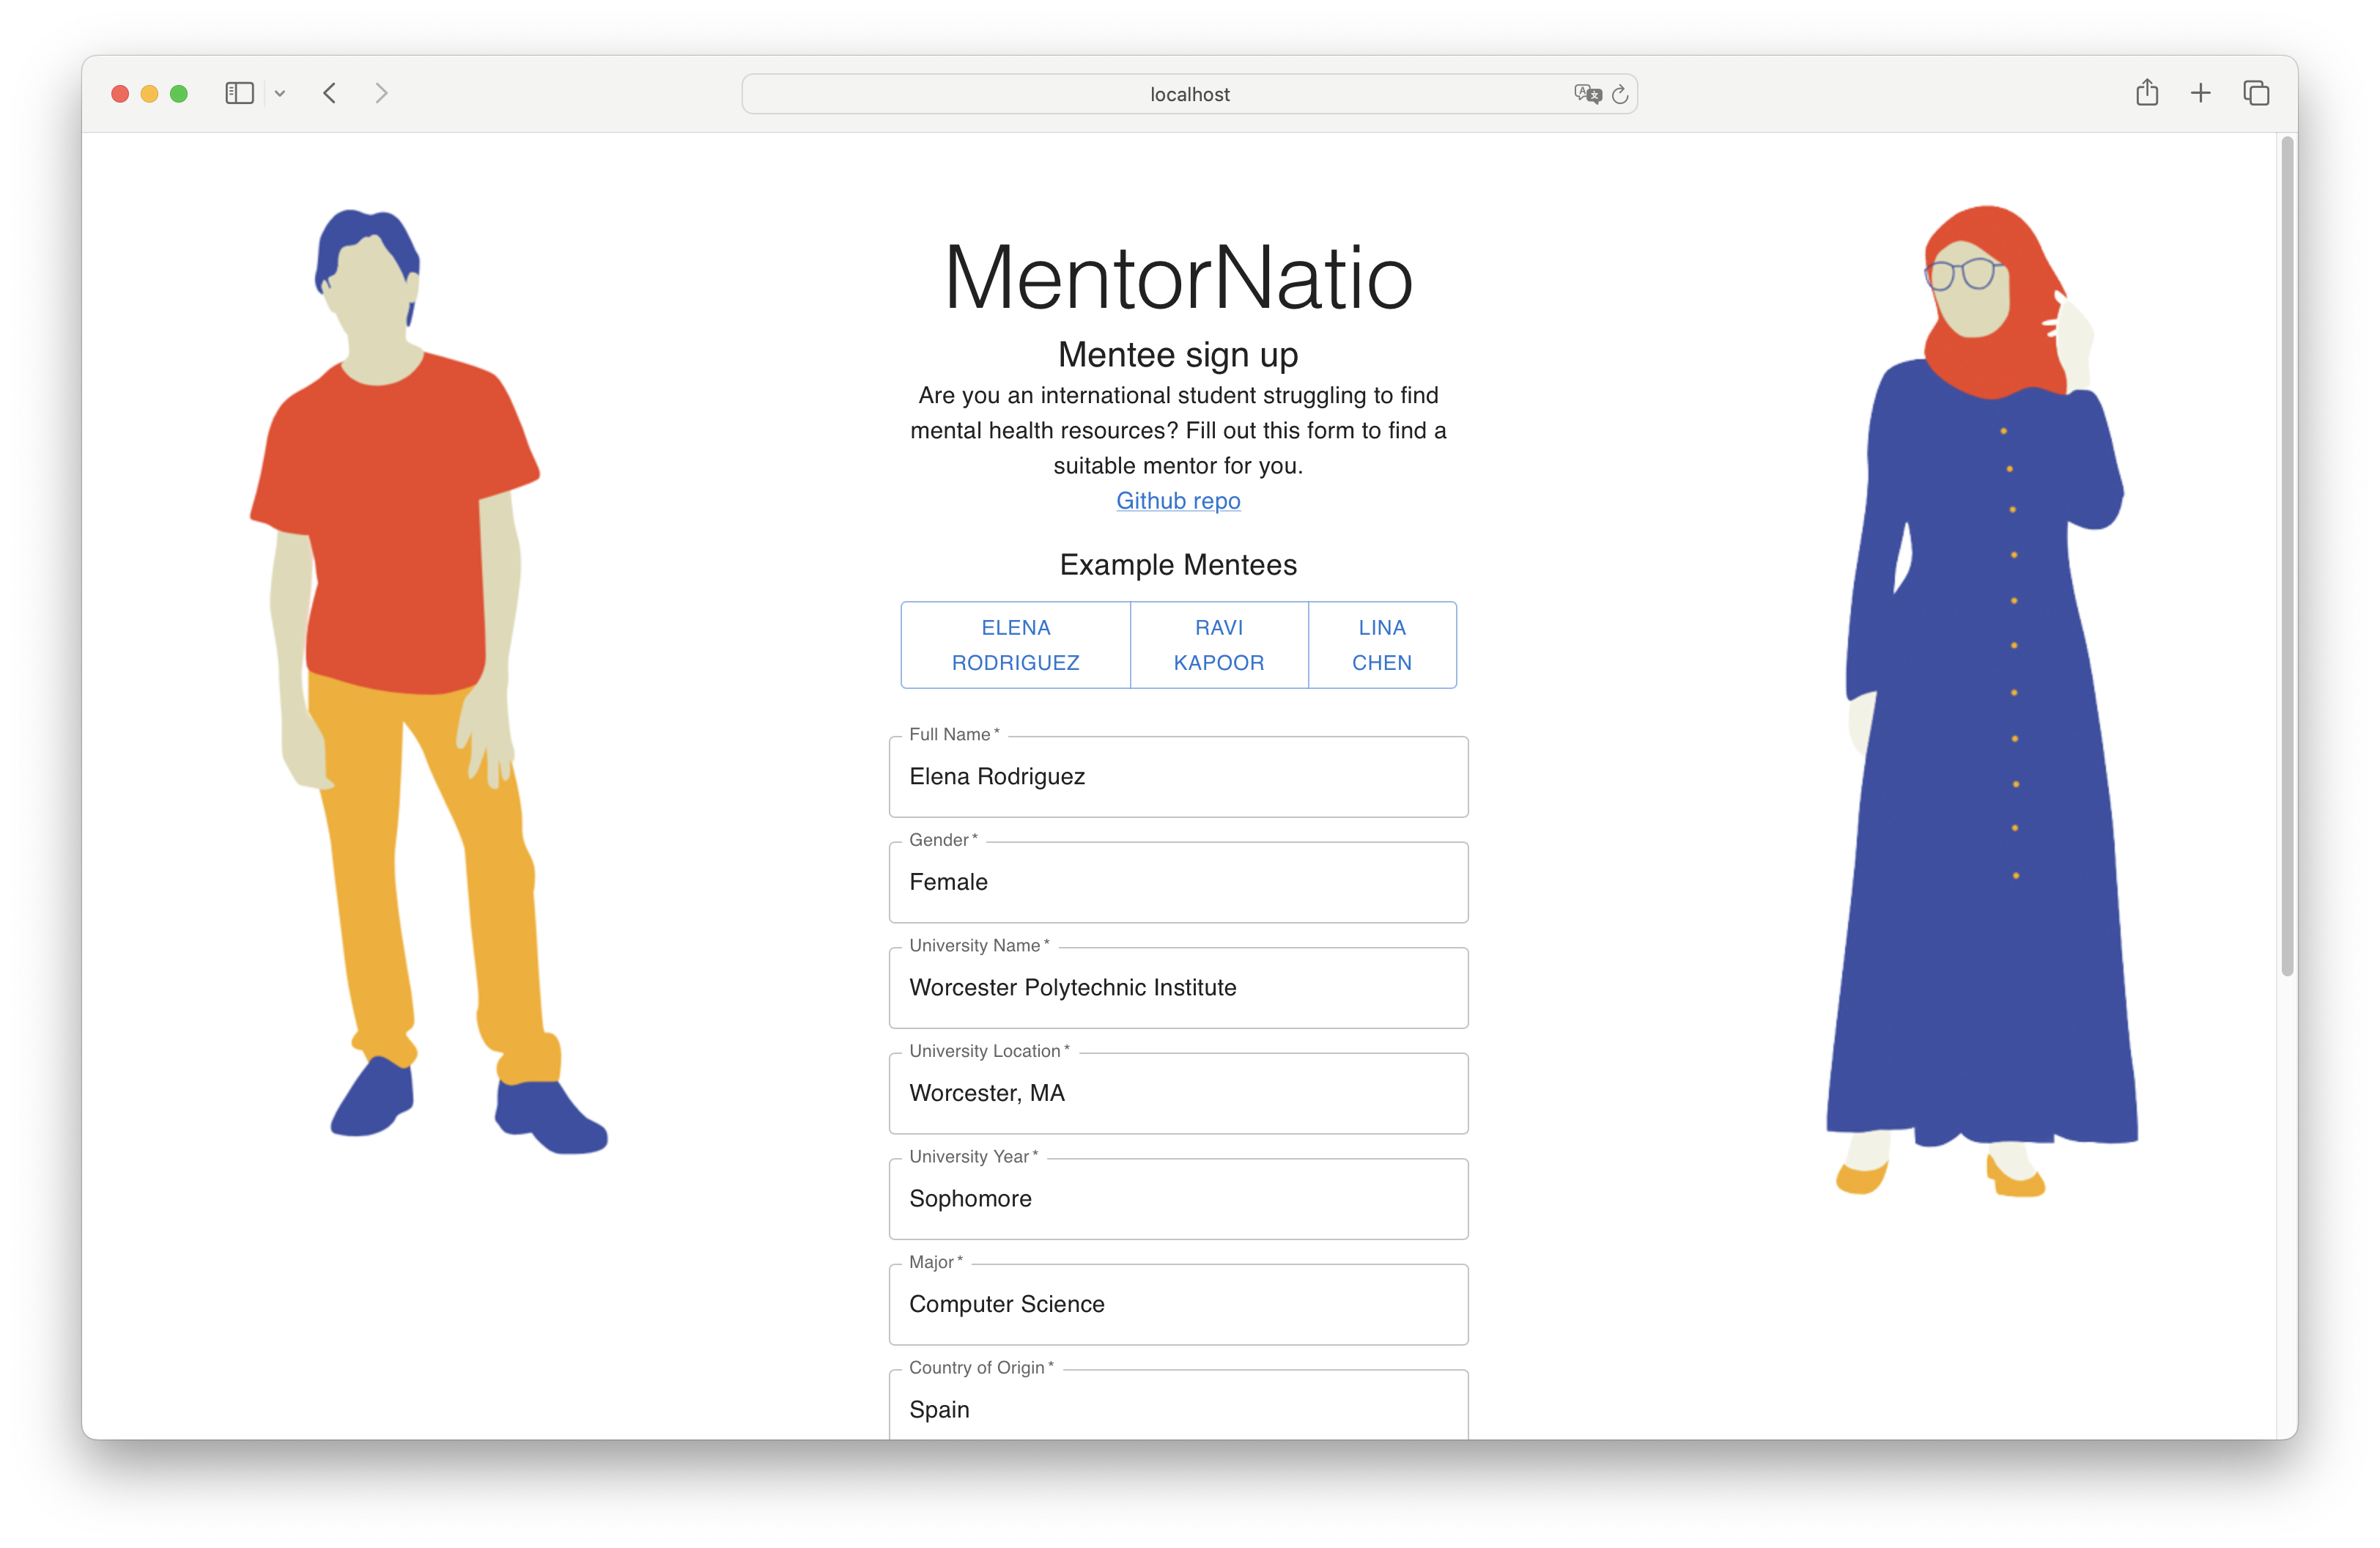 localhost
MentorNatio
Mentee sign up
Are you an international student struggling to find
mental health resources? Fill out this form to find a
suitable mentor for you.
Github repo
Example Mentees
ELENA
RODRIGUEZ
RAVI
KAPOOR
LINA
CHEN
Full Name *
Elena Rodriguez
Gender *
Female
University Name *
Worcester Polytechnic Institute
University Location *
Worcester, MA
University Year *
Sophomore
Major *
Computer Science
Country of Origin *
Spain